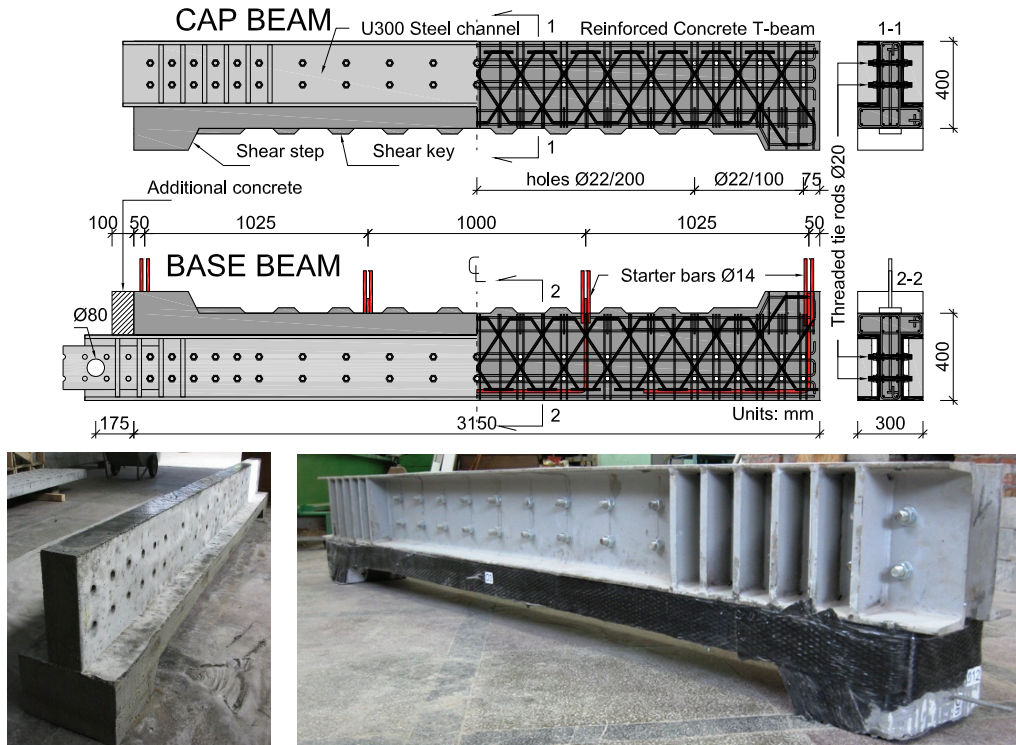 CAP BEAM
U300 Steel channel
1
Reinforced Concrete T-beam
1-1
400
Shear step
Shear key
1
Threaded tie rods Ø20
holes Ø22/200
Ø22/100
75
Additional concrete
100
50
1025
1000
1025
50
BASE BEAM
℄
2
Starter bars Ø14
2-2
Ø80
400
2
Units: mm
175
3150
300